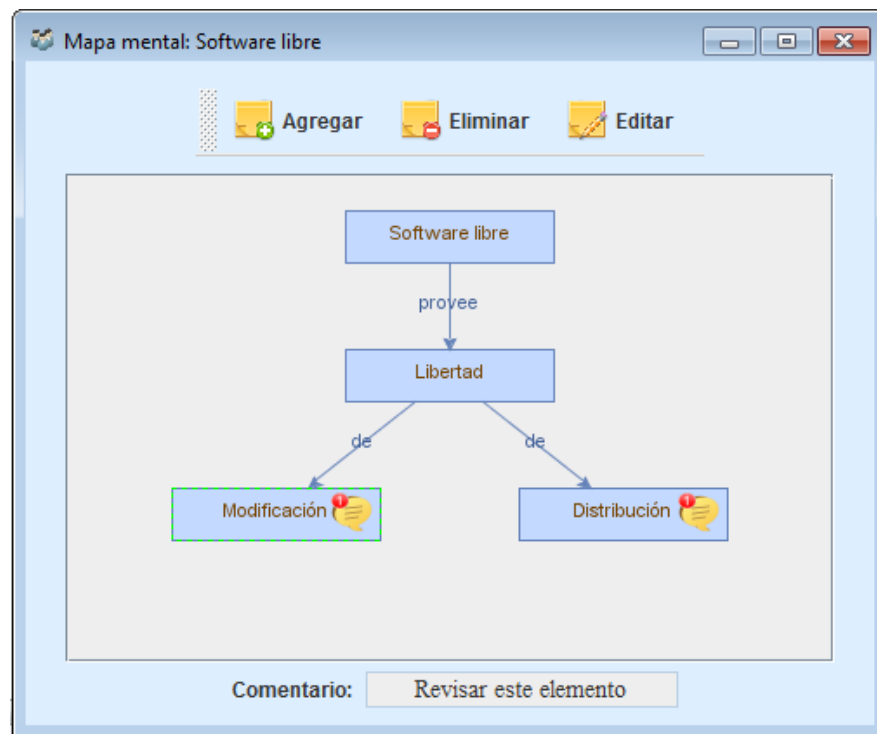 Mapa mental: Software libre
Agregar Eliminar Editar
Software libre
provee
Libertad
de de
Modificación Distribución
Comentario: Revisar este elemento